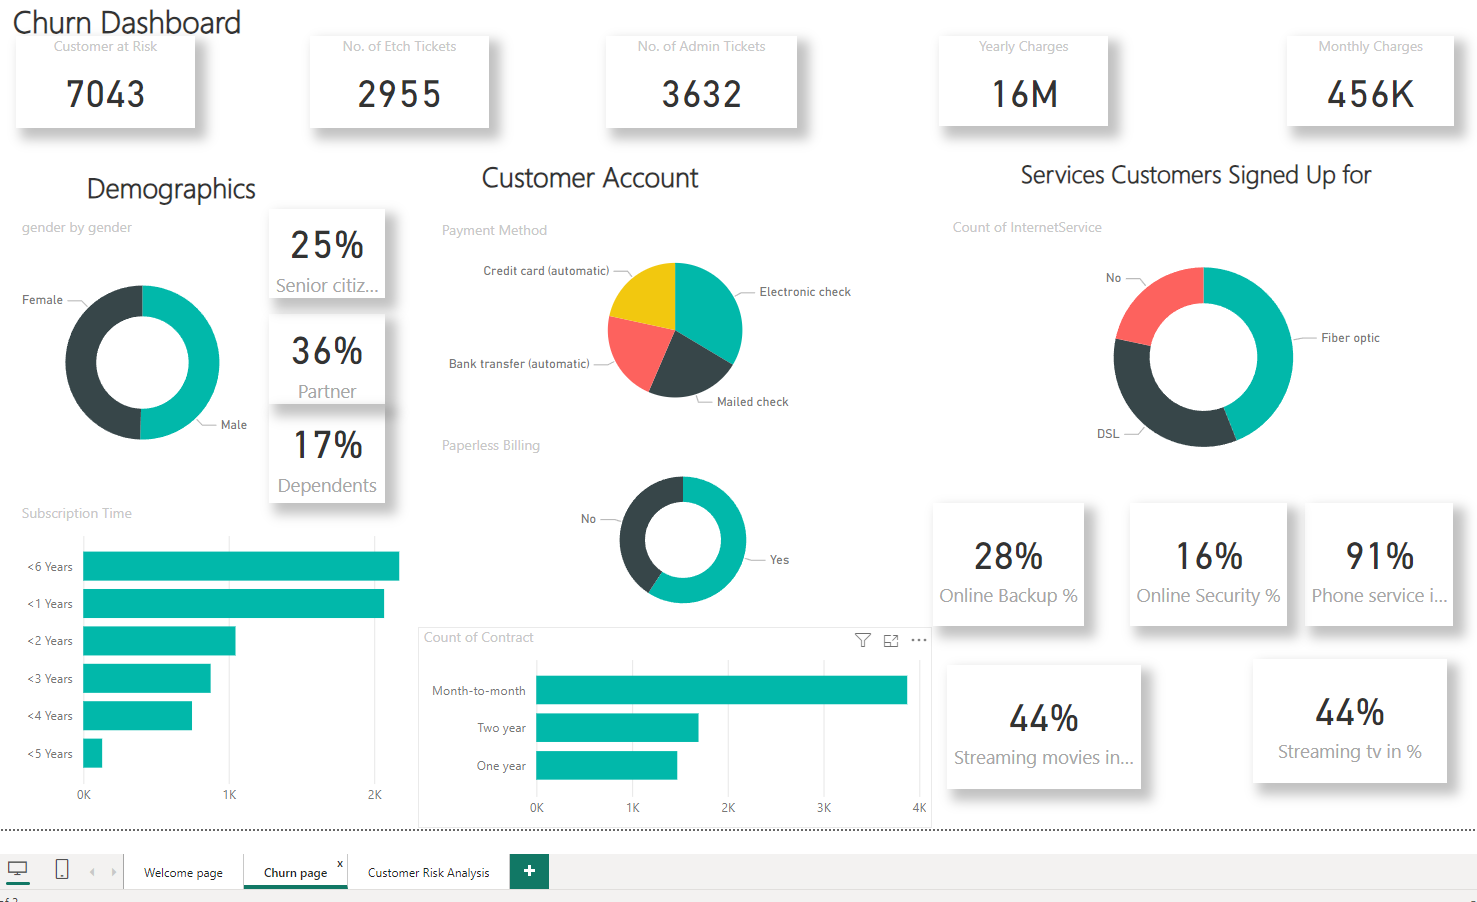 Churn Dashboard
Customer at Risk
7043
No. of Etch Tickets
2955
No. of Admin Tickets
3632
Yearly Charges
16M
Monthly Charges
456K
Demographics
gender by gender
Female
Male
25%
Senior citiz...
36%
Partner
17%
Dependents
Subscription Time
<6 Years
<1 Years
<2 Years
<3 Years
<4 Years
<5 Years
0K 1K 2K
Customer Account
Payment Method
Credit card (automatic)
Electronic check
Bank transfer (automatic)
Mailed check
Paperless Billing
No
Yes
Count of Contract
Month-to-month
Two year
One year
0K 1K 2K 3K 4K
Services Customers Signed Up for
Count of InternetService
No
Fiber optic
DSL
28%
Online Backup %
16%
Online Security %
91%
Phone service i...
44%
Streaming movies in...
44%
Streaming tv in %
Welcome page
Churn page x
Customer Risk Analysis
+